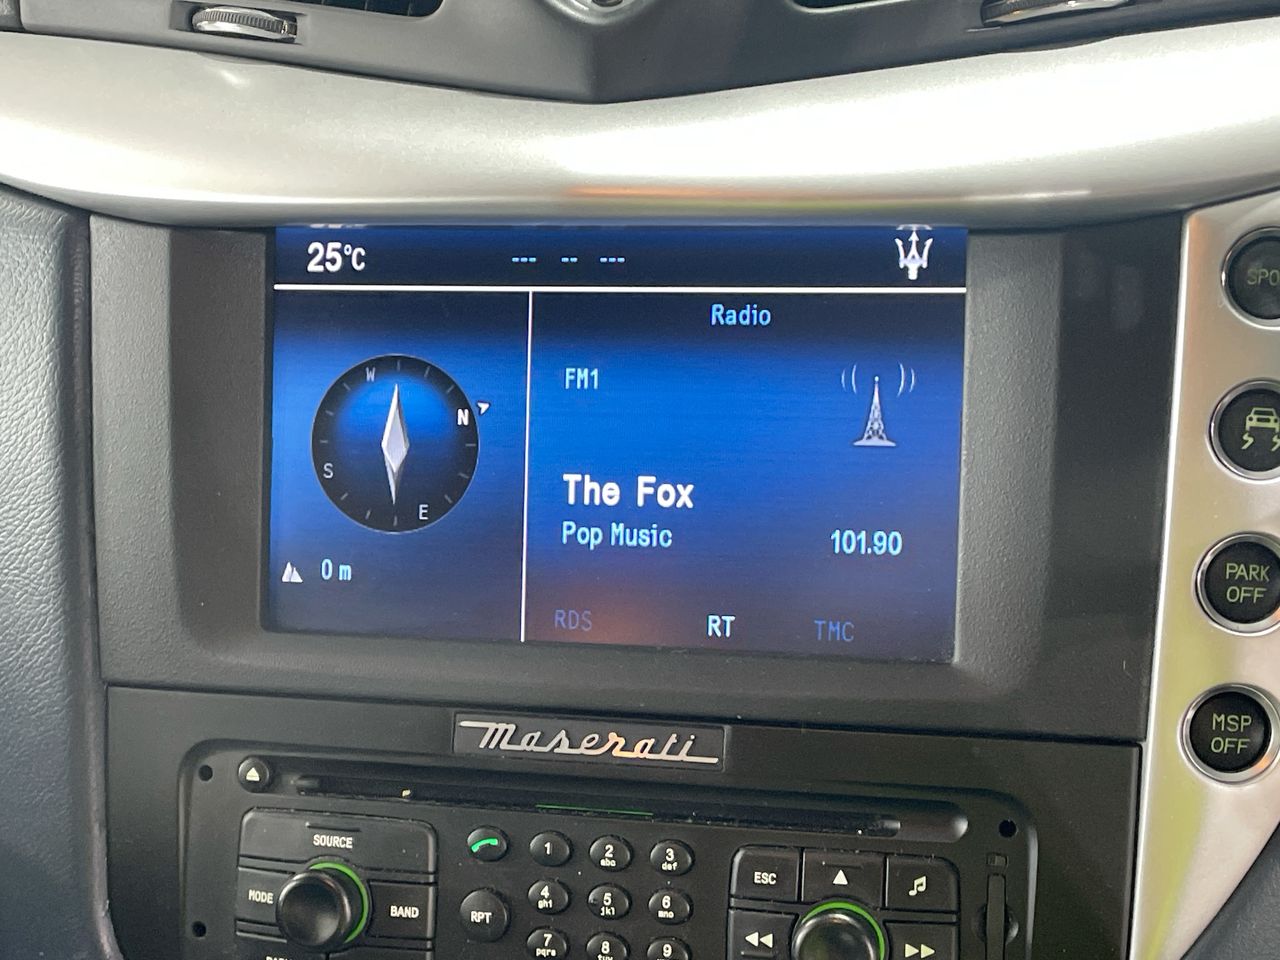 25°C
--- -- ---
Radio
FM1
W
N
S
E
The Fox
Pop Music
101.90
0 m
RDS
RT
TMC
SPO
PARK
OFF
MSP
OFF
Maserati
SOURCE
MODE
BAND
1
2
abc
3
def
4
ghi
5
jkl
6
mno
RPT
7
pqrs
8
9
ESC